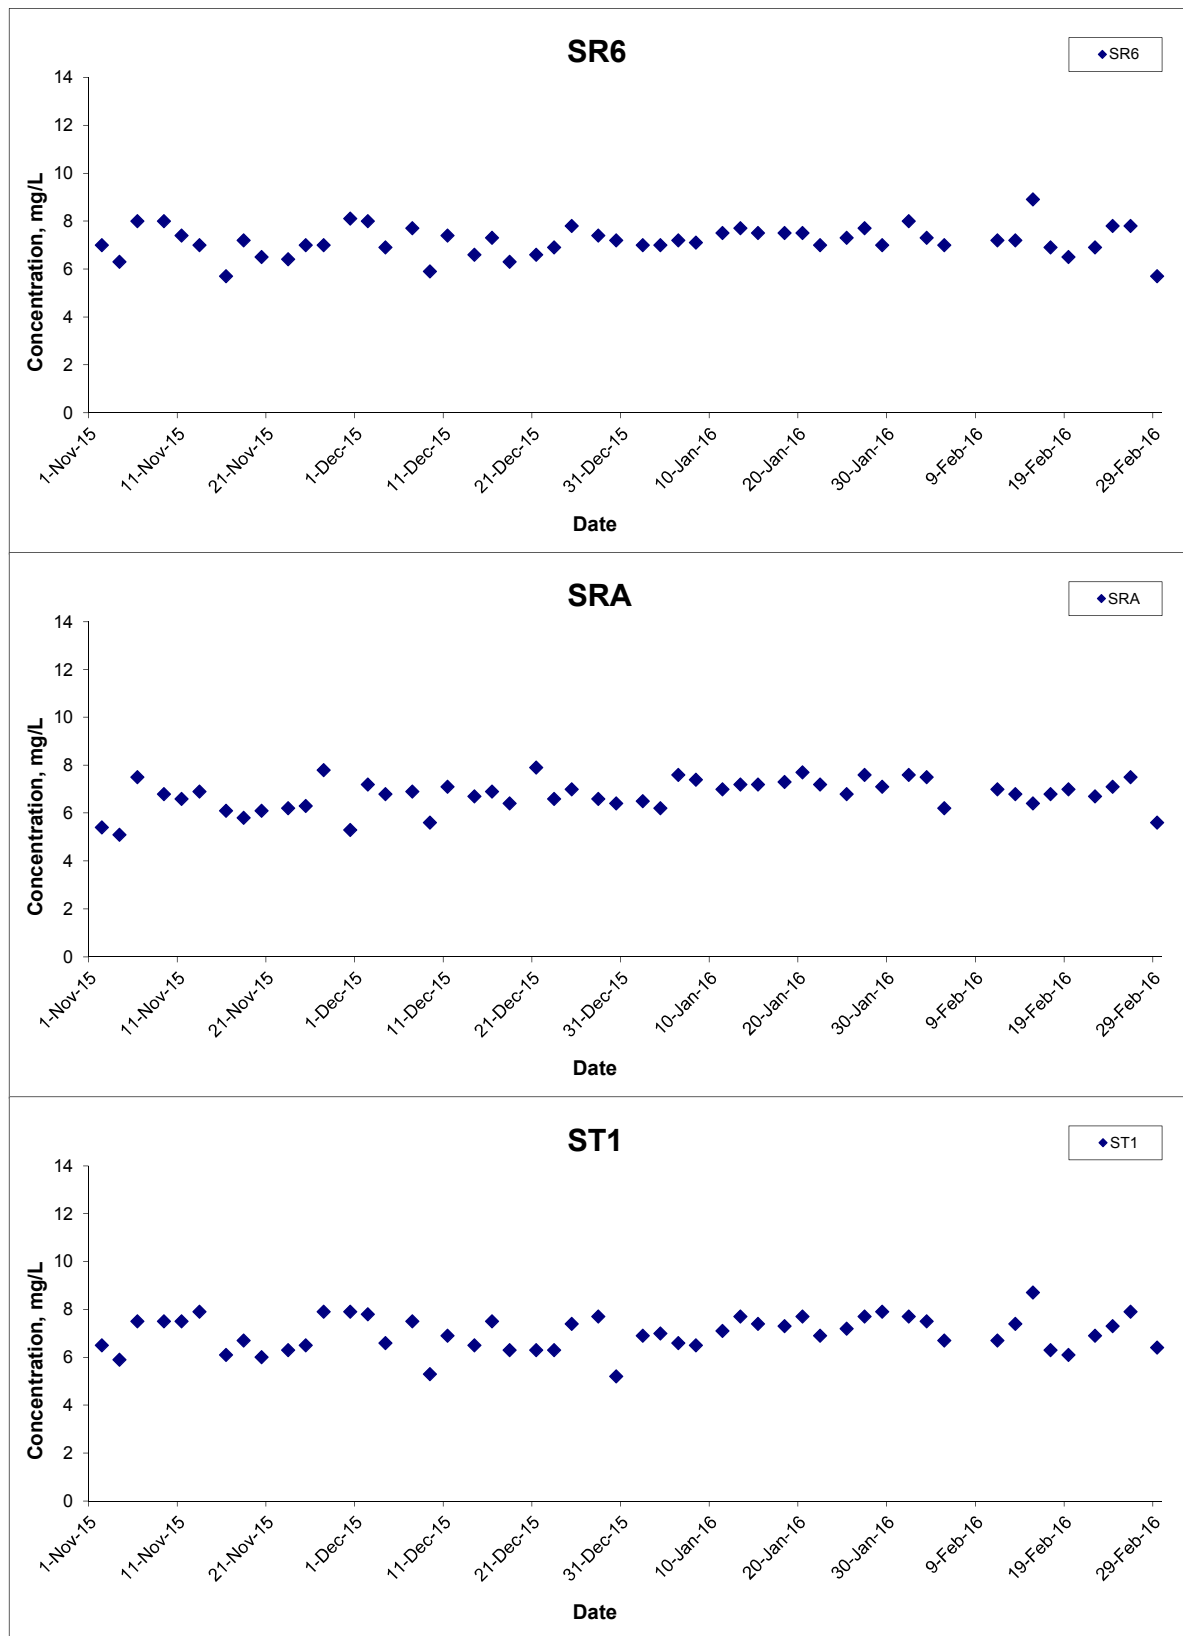 SR6
SR6
Concentration, mg/L
14
12
10
8
6
4
2
0
1-Nov-15
11-Nov-15
21-Nov-15
1-Dec-15
11-Dec-15
21-Dec-15
31-Dec-15
10-Jan-16
20-Jan-16
30-Jan-16
9-Feb-16
19-Feb-16
29-Feb-16
Date
SRA
SRA
Concentration, mg/L
14
12
10
8
6
4
2
0
1-Nov-15
11-Nov-15
21-Nov-15
1-Dec-15
11-Dec-15
21-Dec-15
31-Dec-15
10-Jan-16
20-Jan-16
30-Jan-16
9-Feb-16
19-Feb-16
29-Feb-16
Date
ST1
ST1
Concentration, mg/L
14
12
10
8
6
4
2
0
1-Nov-15
11-Nov-15
21-Nov-15
1-Dec-15
11-Dec-15
21-Dec-15
31-Dec-15
10-Jan-16
20-Jan-16
30-Jan-16
9-Feb-16
19-Feb-16
29-Feb-16
Date